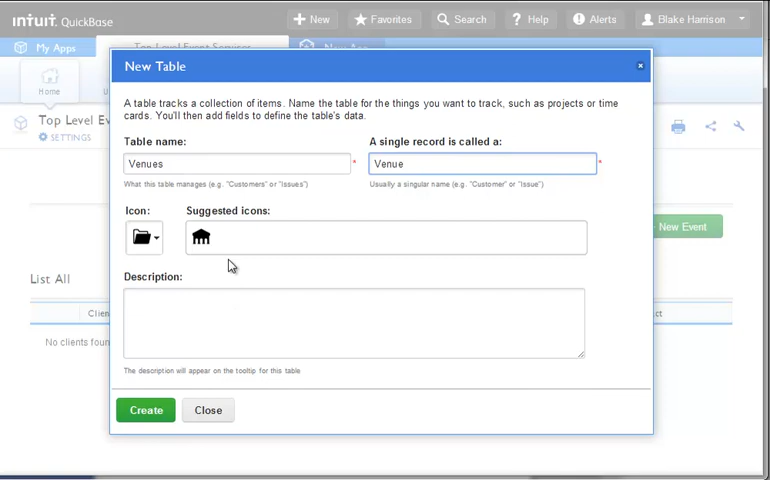 INTUIT. QuickBase
New
Favorites
Search
Help
Alerts
Blake Harrison
My Apps
Top Level Event Services
New App
Home
U
Top Level Ev
SETTINGS
New Table
A table tracks a collection of items. Name the table for the things you want to track, such as projects or time
cards. You'll then add fields to define the table's data.
Table name:
A single record is called a:
Venues
*
Venue
*
What this table manages (e.g. "Customers" or "Issues")
Usually a singular name (e.g. "Customer" or "Issue")
Icon:
Suggested icons:
New Event
Description:
List All
Clien
ct
No clients foun
The description will appear on the tooltip for this table
Create
Close